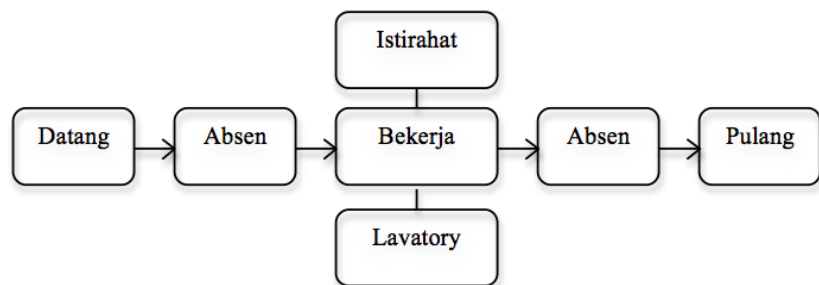 Istirahat
Datang
Absen
Bekerja
Absen
Pulang
Lavatory